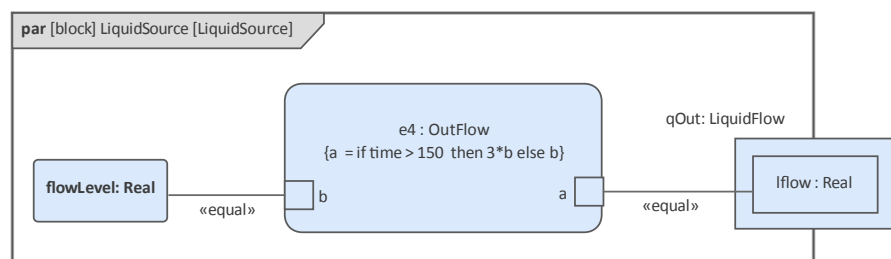 par [block] LiquidSource [LiquidSource]
qOut: LiquidFlow
e4 : OutFlow
{a = if time > 150 then 3*b else b}
flowLevel: Real
«equal»
b
a
«equal»
lflow : Real